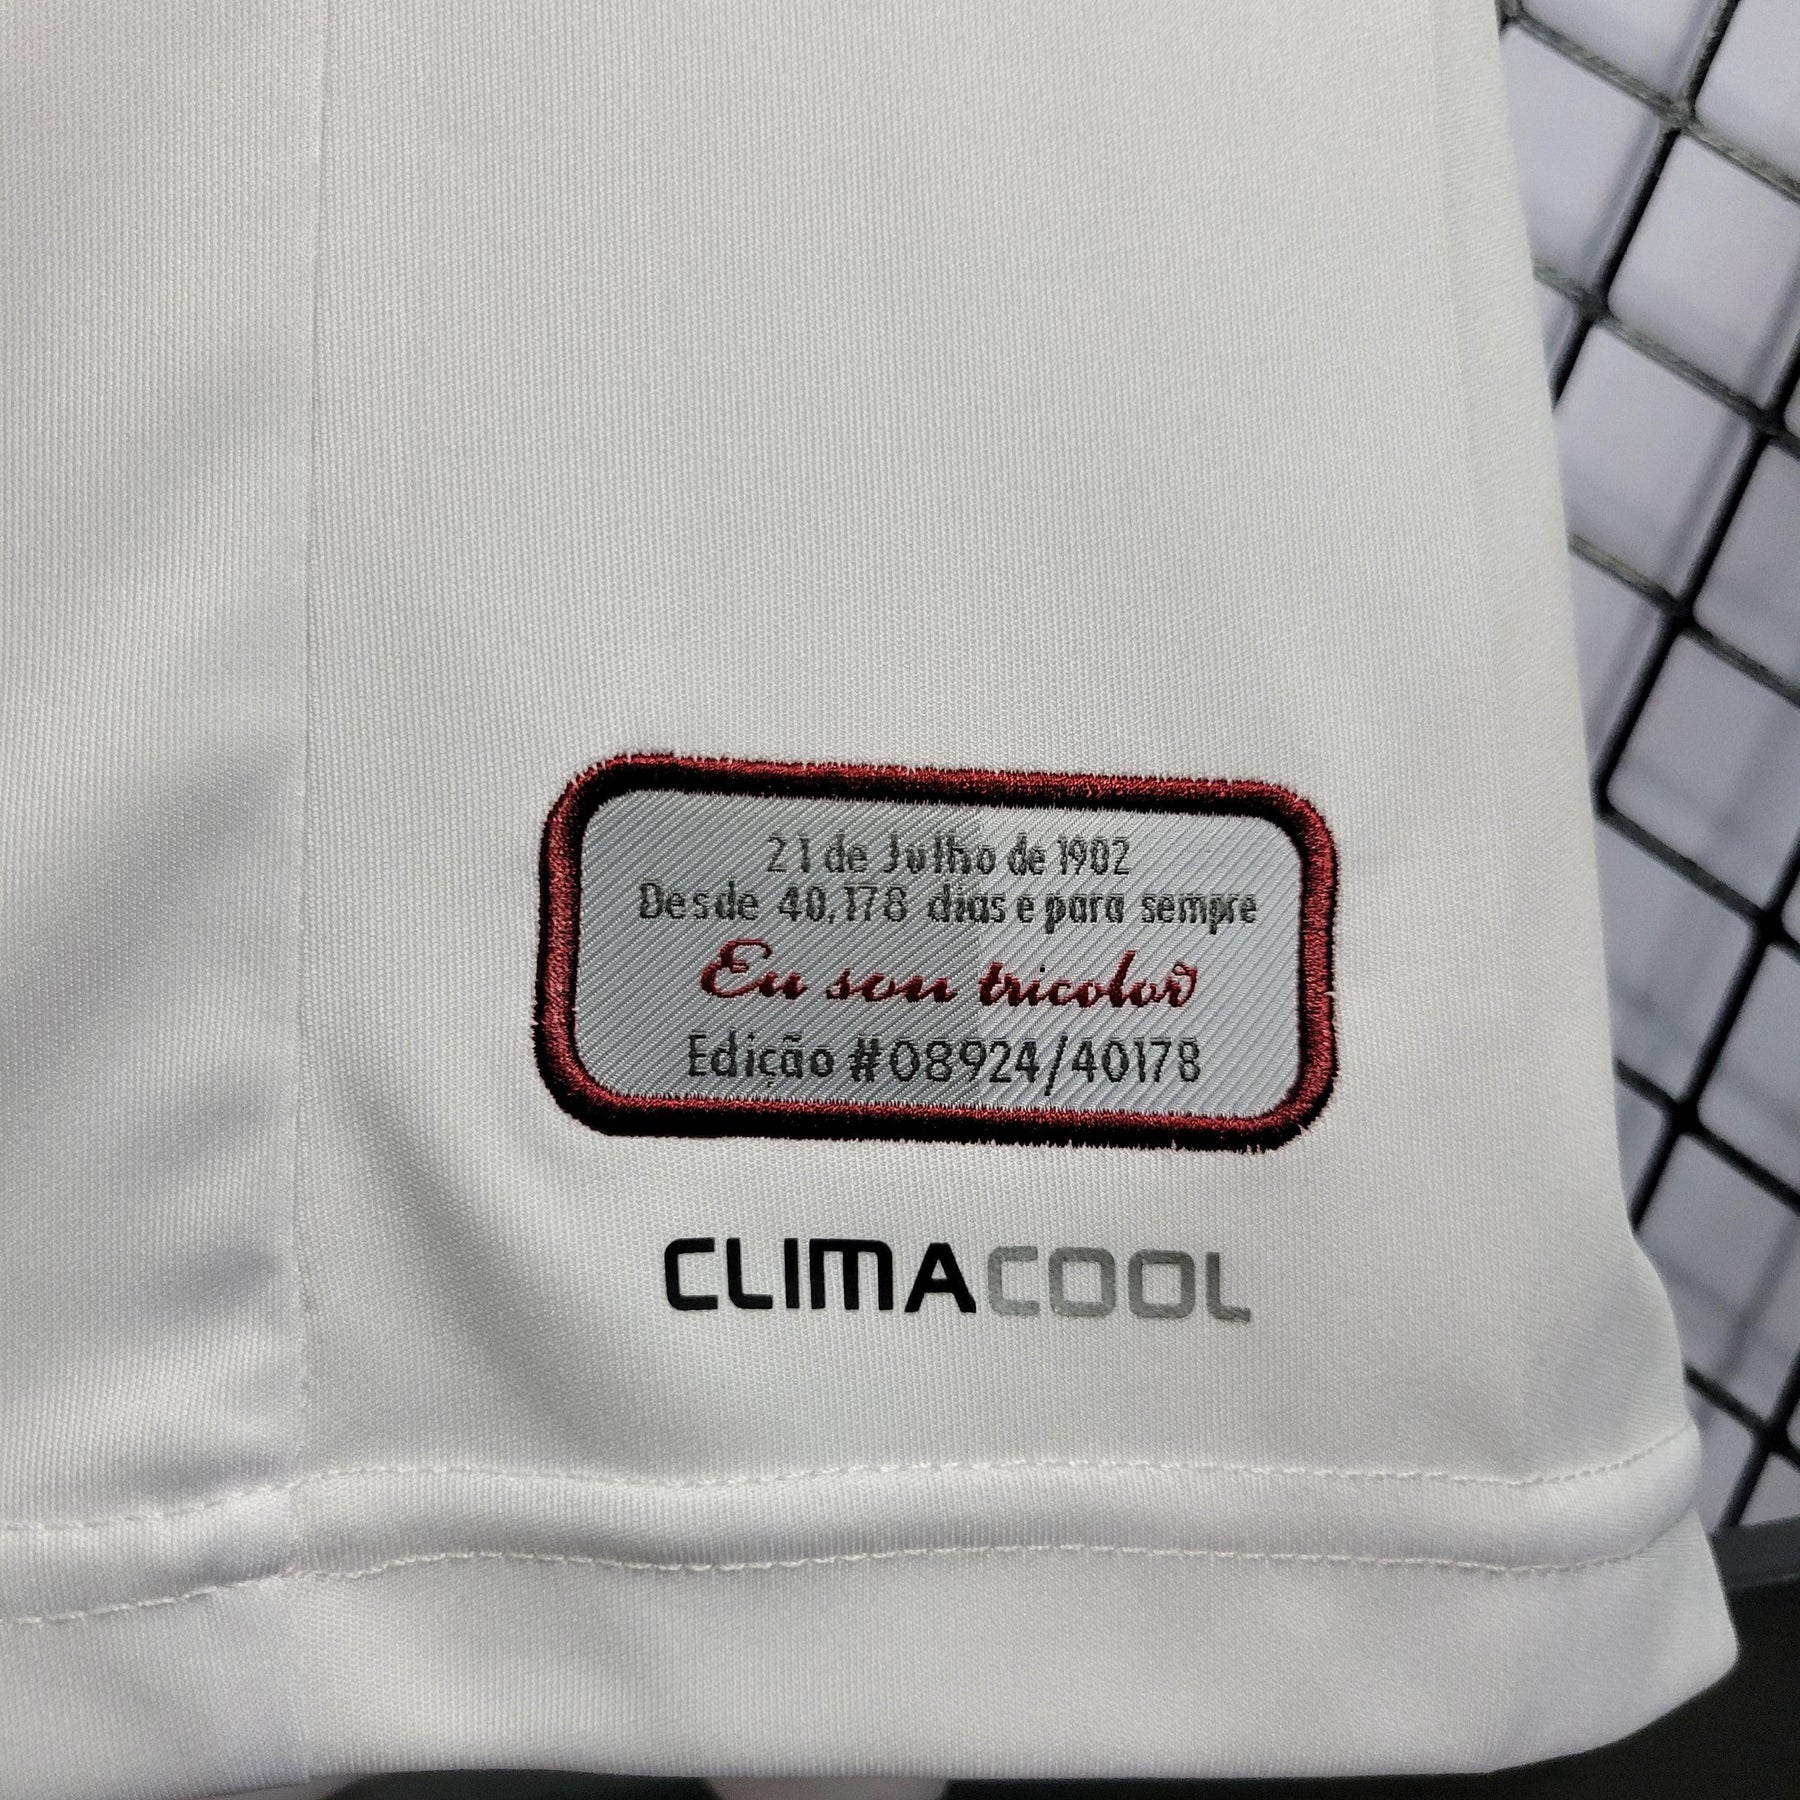 21 de Julho de 1902
Desde 40.178 dias e para sempre
Eu sou tricolor
Edição #08924/40178
CLIMACOOL